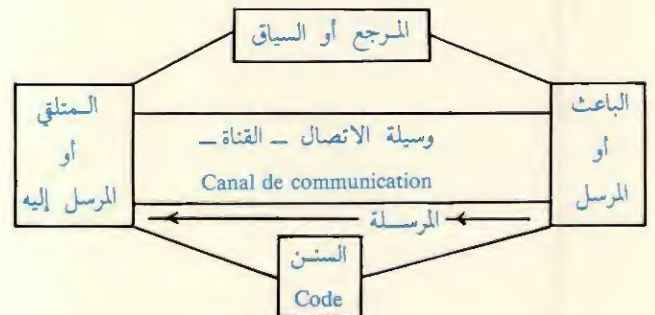 المرجع أو السياق
الباعث
أو
المرسل
وسيلة الاتصال ـ القناة ـ
Canal de communication
المتلقي
أو
المرسل إليه
المرسلة
السنن
Code